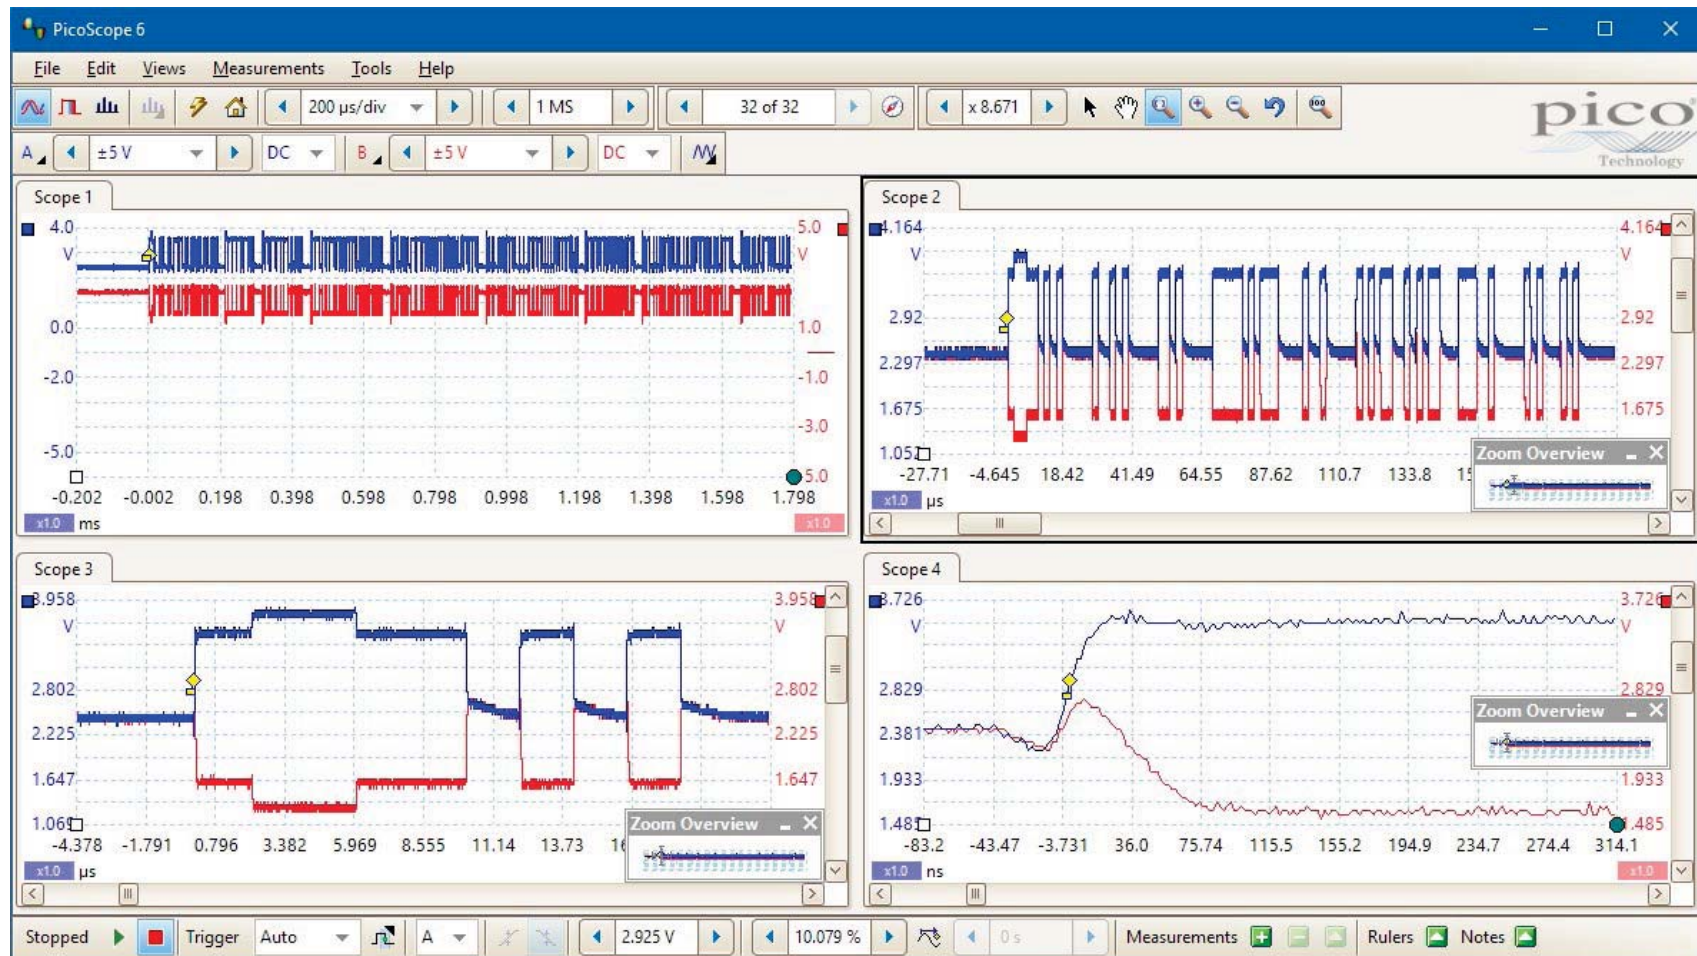 PicoScope 6
File Edit Views Measurements Tools Help
200 µs/div 1 MS 32 of 32 x 8.671
pico
Technology
A ±5 V DC B ±5 V DC
Scope 1
4.0 5.0
V V
0.0 1.0
-2.0 -1.0
-3.0
-5.0
5.0
-0.202 -0.002 0.198 0.398 0.598 0.798 0.998 1.198 1.398 1.598 1.798
x1.0 ms x1.0
Scope 2
4.164 4.164
V V
2.92 2.92
2.297 2.297
1.675 1.675
1.052
Zoom Overview
-27.71 -4.645 18.42 41.49 64.55 87.62 110.7 133.8
x1.0 µs
Scope 3
3.958 3.958
V V
2.802 2.802
2.225 2.225
1.647 1.647
1.069
Zoom Overview
-4.378 -1.791 0.796 3.382 5.969 8.555 11.14 13.73
x1.0 µs
Scope 4
3.726 3.726
V V
2.829 2.829
Zoom Overview
2.381
1.933 1.933
1.485 1.485
-83.2 -43.47 -3.731 36.0 75.74 115.5 155.2 194.9 234.7 274.4 314.1
x1.0 ns x1.0
Stopped Trigger Auto A 2.925 V 10.079 % 0 s Measurements Rulers Notes